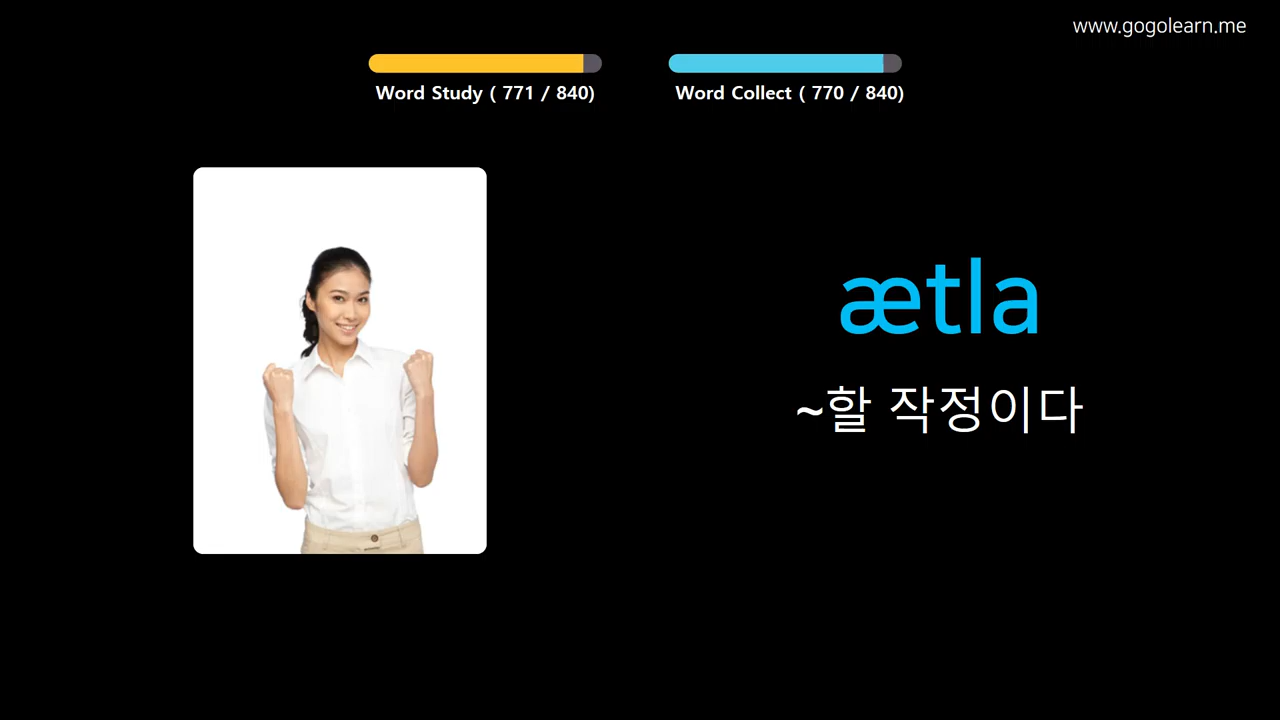 www.gogolearn.me
Word Study ( 771 / 840)
Word Collect ( 770 / 840)
ætla
~할 작정이다